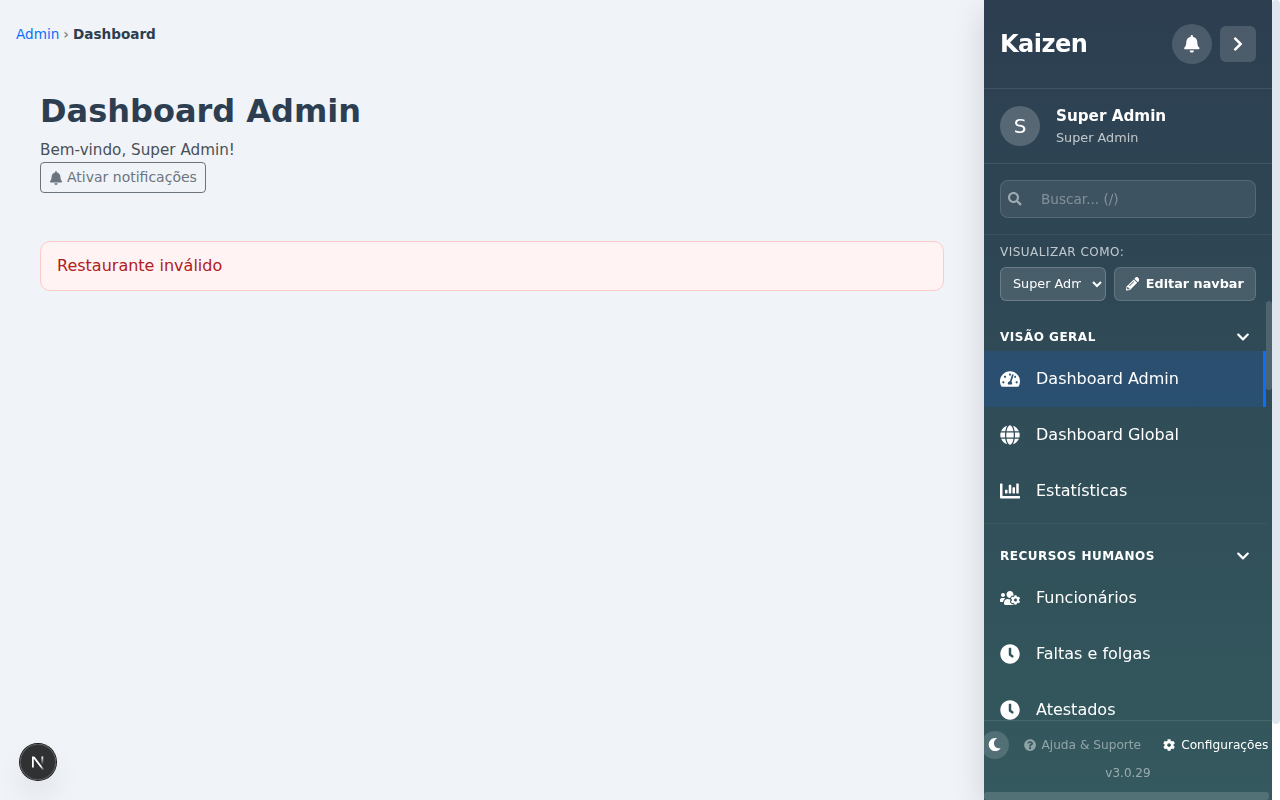 Admin › Dashboard
Dashboard Admin
Bem-vindo, Super Admin!
Ativar notificações
Restaurante inválido
Kaizen
S
Super Admin
Super Admin
Buscar... (/)
VISUALIZAR COMO:
Super Adm
Editar navbar
VISÃO GERAL
Dashboard Admin
Dashboard Global
Estatísticas
RECURSOS HUMANOS
Funcionários
Faltas e folgas
Atestados
Ajuda & Suporte
Configurações
v3.0.29
N